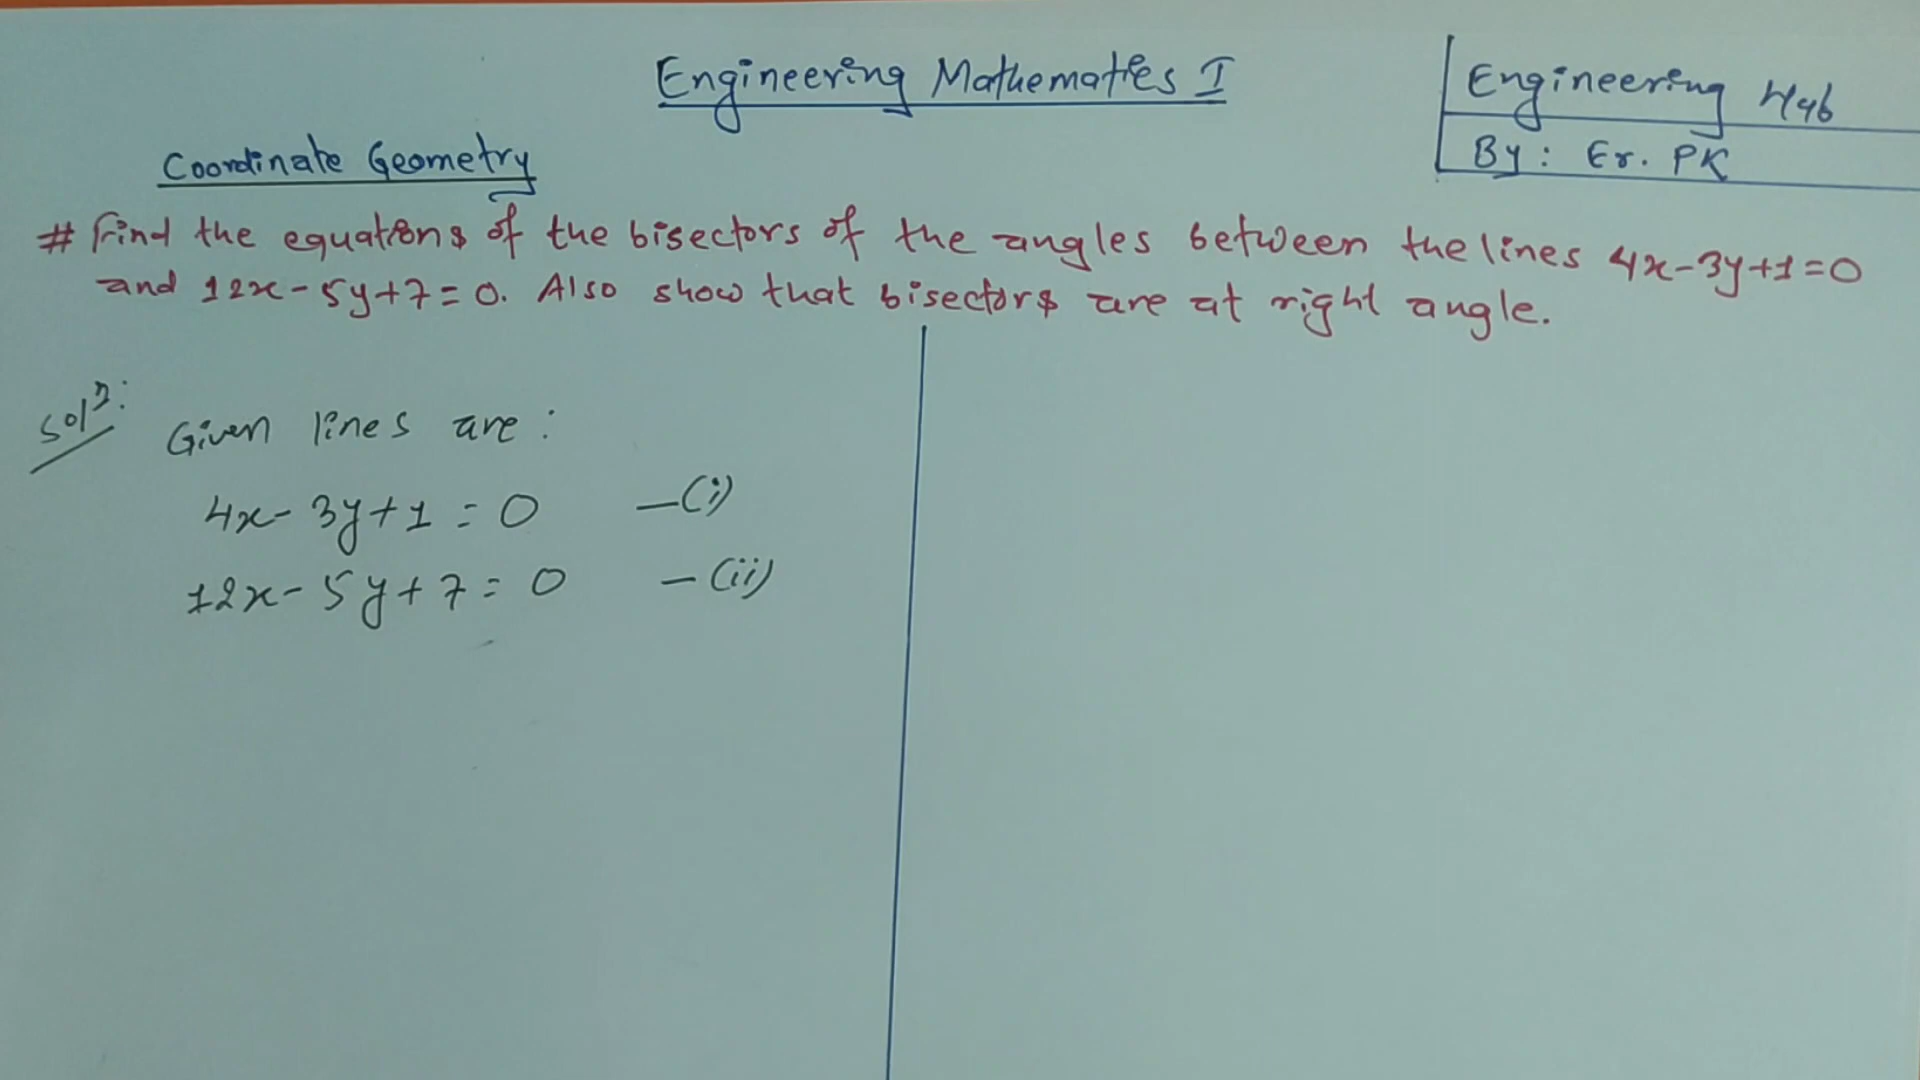 Engineering Mathematics I
Engineering Hub
By: Er. PK
Coordinate Geometry
# Find the equations of the bisectors of the angles between the lines 4x-3y+1=0
and 12x-5y+7=0. Also show that bisectors are at right angle.
Solⁿ:
Given lines are:
4x-3y+1=0 —(i)
12x-5y+7=0 —(ii)